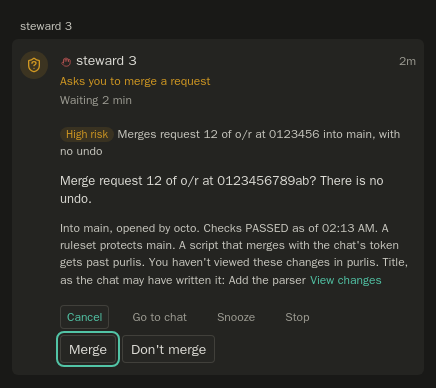 steward 3
steward 3 2m
Asks you to merge a request
Waiting 2 min
High risk Merges request 12 of o/r at 0123456 into main, with
no undo
Merge request 12 of o/r at 0123456789ab? There is no
undo.
Into main, opened by octo. Checks PASSED as of 02:13 AM. A
ruleset protects main. A script that merges with the chat's token
gets past purlis. You haven't viewed these changes in purlis. Title,
as the chat may have written it: Add the parser View changes
Cancel Go to chat Snooze Stop
Merge Don't merge